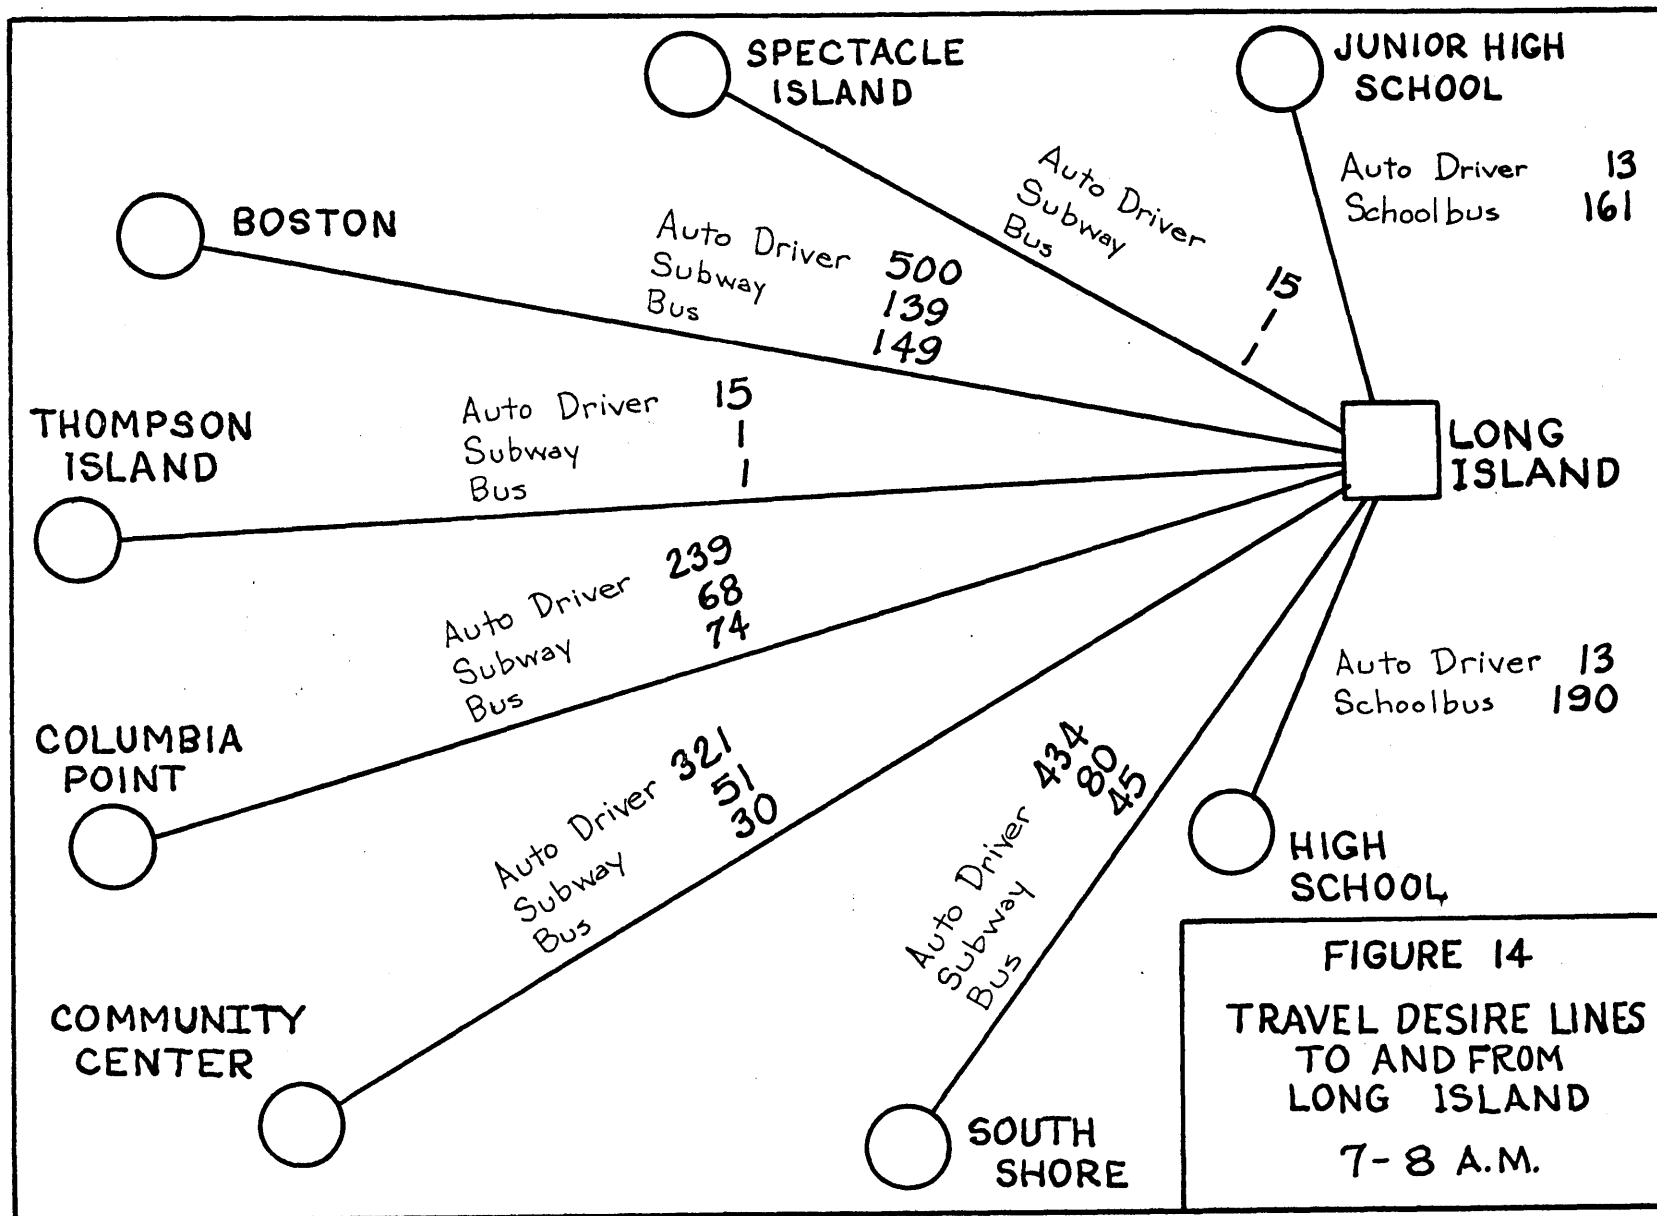 SPECTACLE
ISLAND
JUNIOR HIGH
SCHOOL
Auto Driver 13
Schoolbus 161
Auto Driver 15
Subway 1
Bus 1
BOSTON
Auto Driver 500
Subway 139
Bus 149
THOMPSON
ISLAND
Auto Driver 15
Subway 1
Bus 1
LONG
ISLAND
Auto Driver 239
Subway 68
Bus 74
COLUMBIA
POINT
Auto Driver 321
Subway 51
Bus 30
Auto Driver 434
Subway 80
Bus 45
Auto Driver 13
Schoolbus 190
HIGH
SCHOOL
COMMUNITY
CENTER
SOUTH
SHORE
FIGURE 14
TRAVEL DESIRE LINES
TO AND FROM
LONG ISLAND
7-8 A.M.